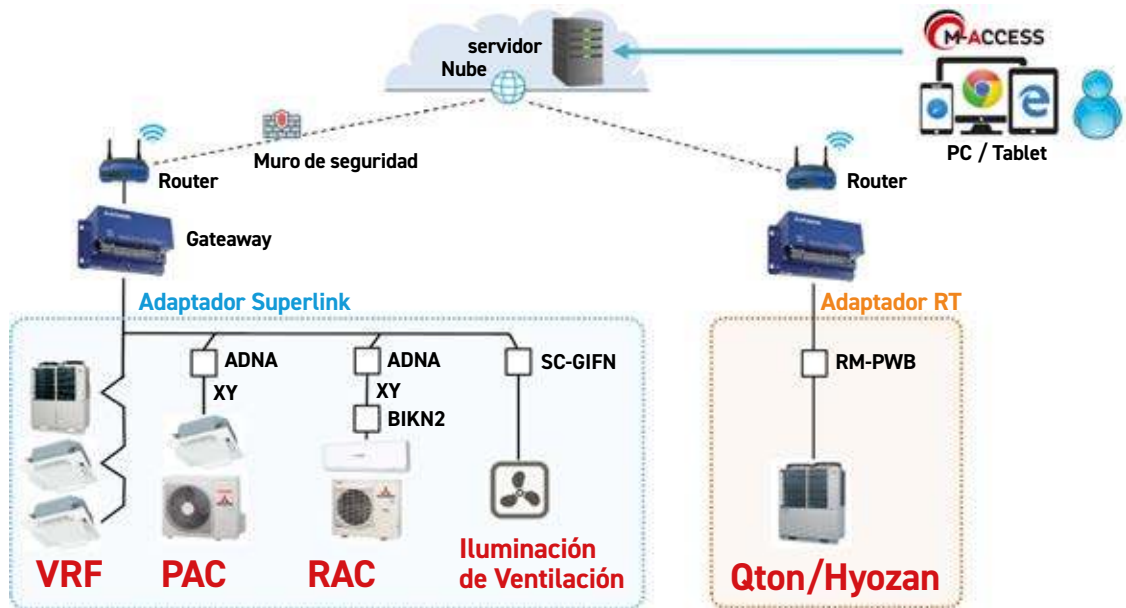 M-ACCESS
servidor
Nube
PC / Tablet
Muro de seguridad
Router
Router
Gateaway
Adaptador Superlink
Adaptador RT
ADNA
XY
ADNA
XY
BIKN2
SC-GIFN
RM-PWB
VRF
PAC
RAC
Iluminación
de Ventilación
Qton/Hyozan